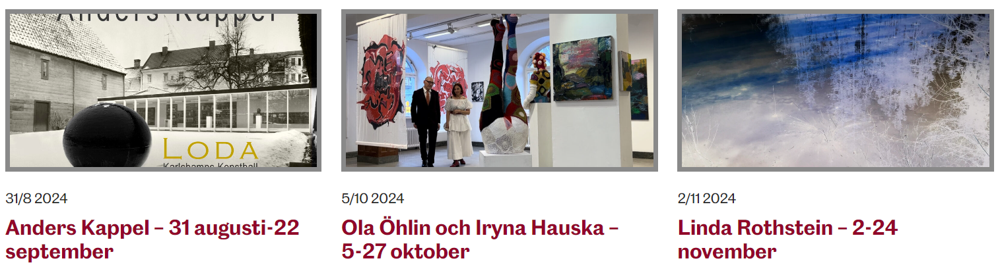 Anders Kappel
LODA
Karlshamns Konsthall
31/8 2024
Anders Kappel – 31 augusti-22
september
5/10 2024
Ola Öhlin och Iryna Hauska –
5-27 oktober
2/11 2024
Linda Rothstein – 2-24
november